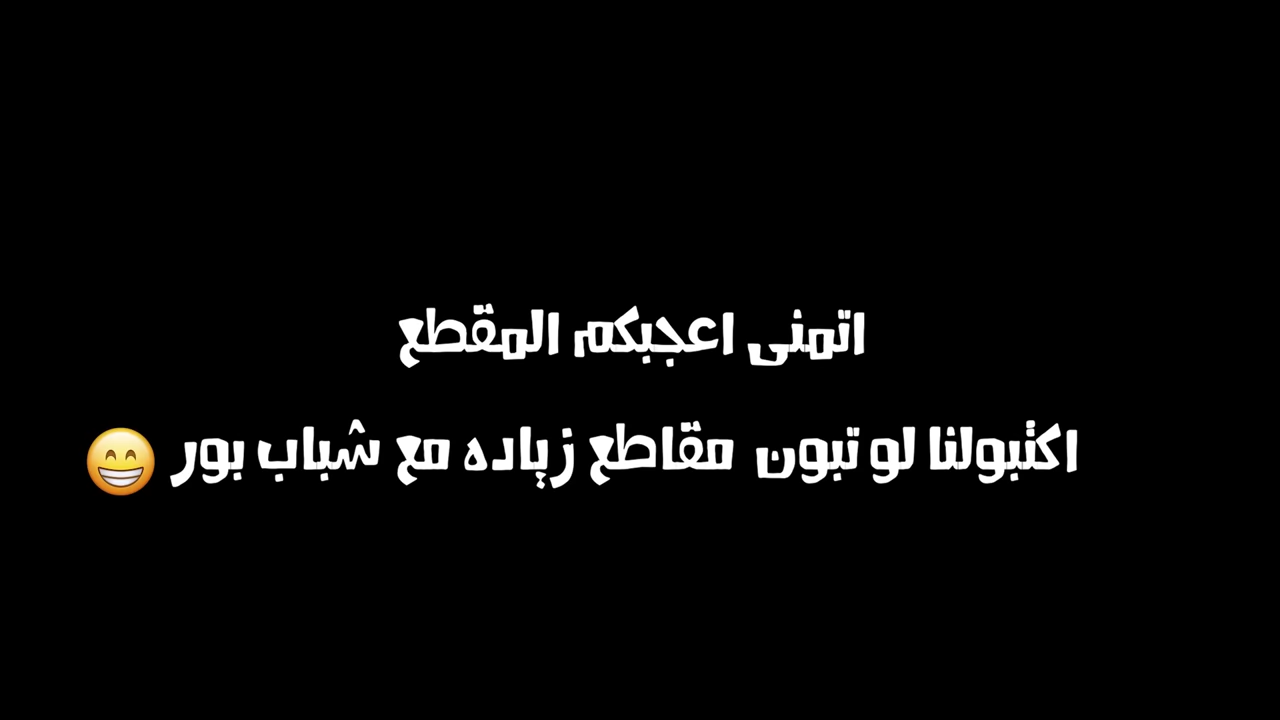 اتمنى اعجبكم المقطع
اكتبولنا لو تبون مقاطع زياده مع شباب بور 😁